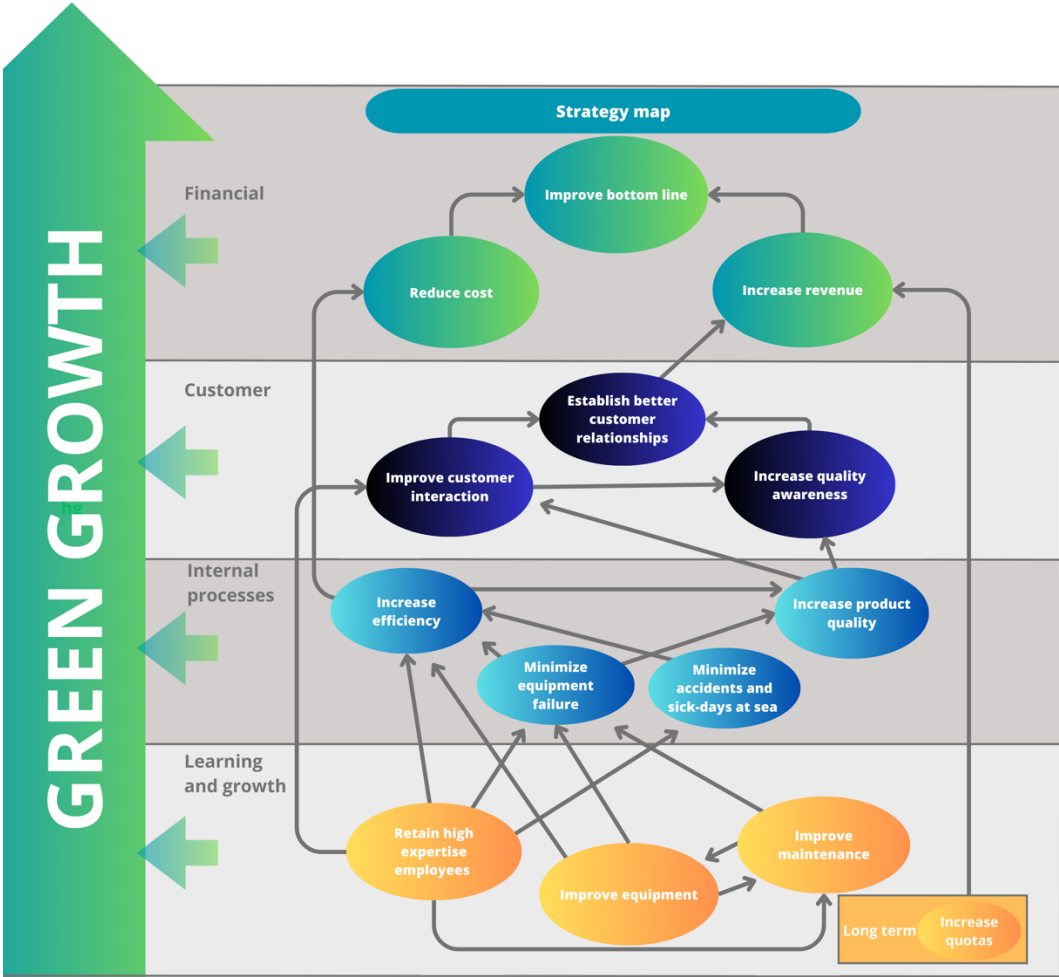 Strategy map
Financial
Improve bottom line
Reduce cost
Increase revenue
GREEN GROWTH
hg
Customer
Establish better
customer
relationships
Improve customer
interaction
Increase quality
awareness
Internal
processes
Increase
efficiency
Increase product
quality
Minimize
equipment
failure
Minimize
accidents and
sick-days at sea
Learning
and growth
Retain high
expertise
employees
Improve equipment
Improve
maintenance
Long term
Increase
quotas